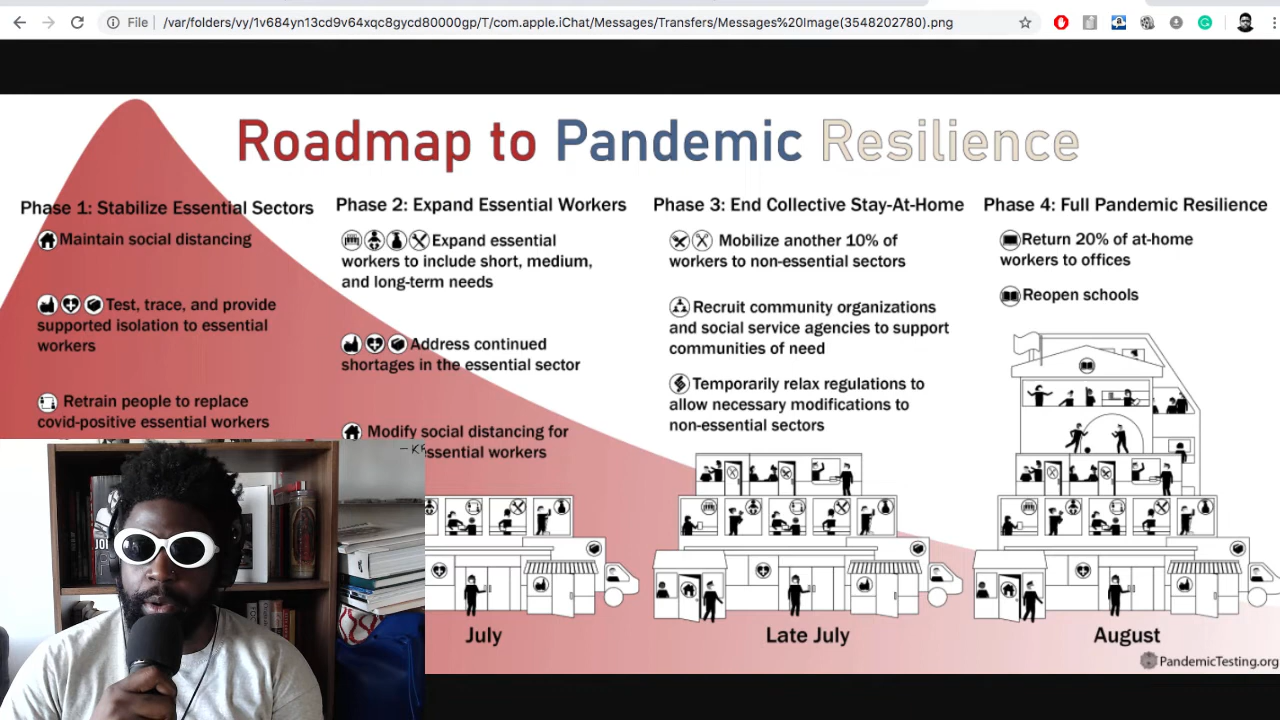 File
/var/folders/vy/1v684yn13cd9v64xqc8gycd80000gp/T/com.apple.iChat/Messages/Transfers/Messages%20Image(3548202780).png
Roadmap to Pandemic Resilience
Phase 1: Stabilize Essential Sectors
Maintain social distancing
Test, trace, and provide
supported isolation to essential
workers
Retrain people to replace
covid-positive essential workers
Phase 2: Expand Essential Workers
Expand essential
workers to include short, medium,
and long-term needs
Address continued
shortages in the essential sector
Modify social distancing for
essential workers
July
Phase 3: End Collective Stay-At-Home
Mobilize another 10% of
workers to non-essential sectors
Recruit community organizations
and social service agencies to support
communities of need
Temporarily relax regulations to
allow necessary modifications to
non-essential sectors
Late July
Phase 4: Full Pandemic Resilience
Return 20% of at-home
workers to offices
Reopen schools
August
PandemicTesting.org